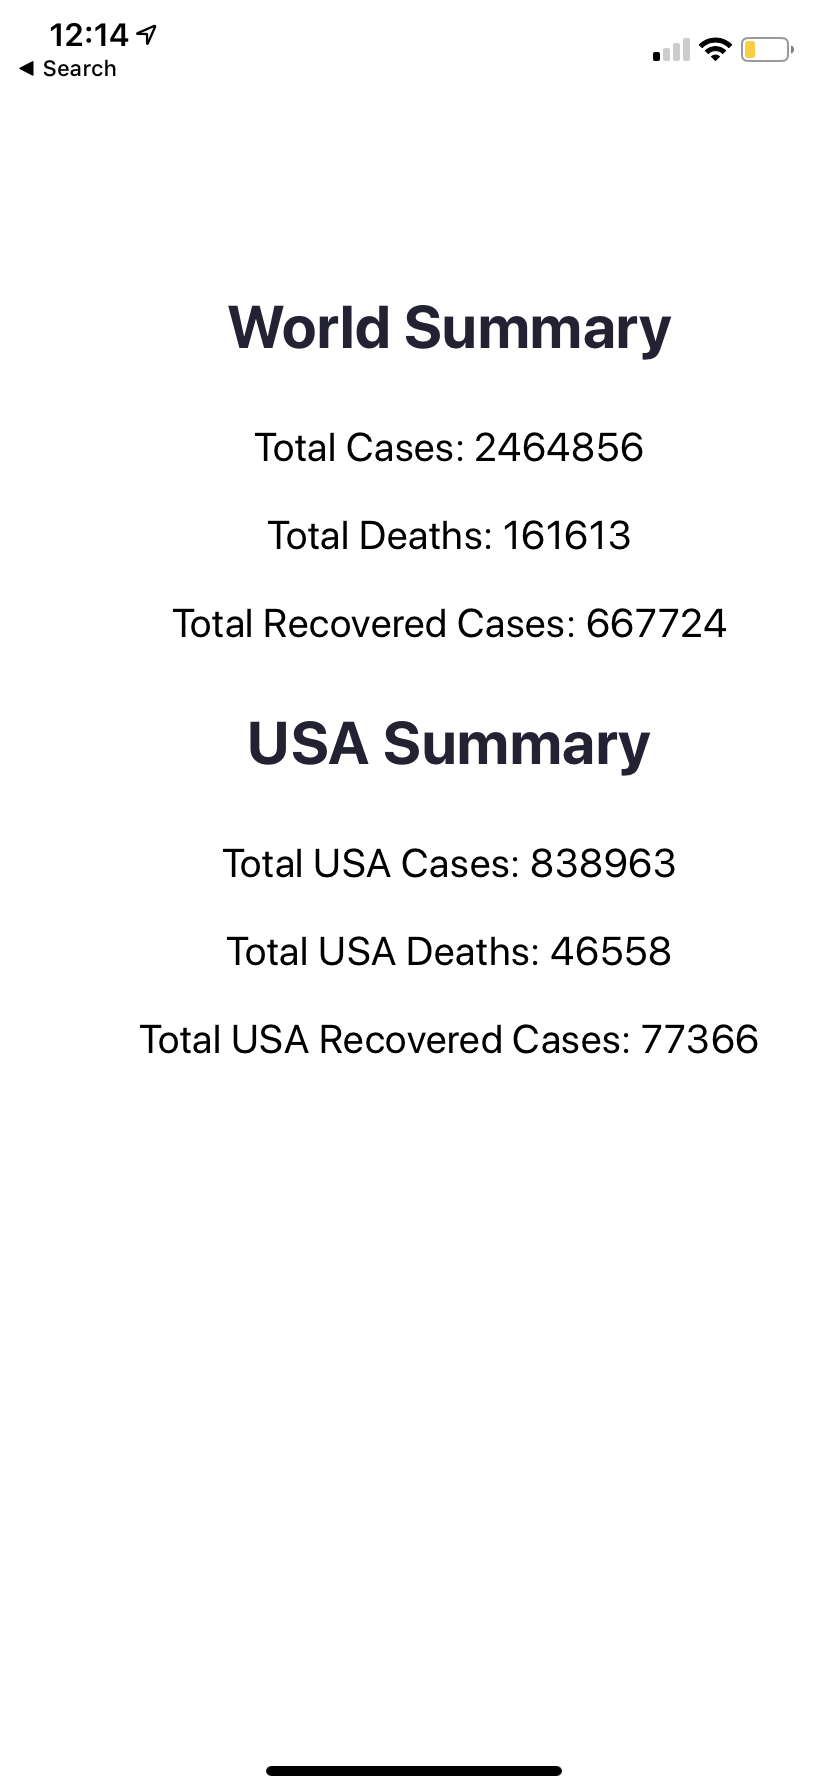 12:14
◀ Search
World Summary
Total Cases: 2464856
Total Deaths: 161613
Total Recovered Cases: 667724
USA Summary
Total USA Cases: 838963
Total USA Deaths: 46558
Total USA Recovered Cases: 77366